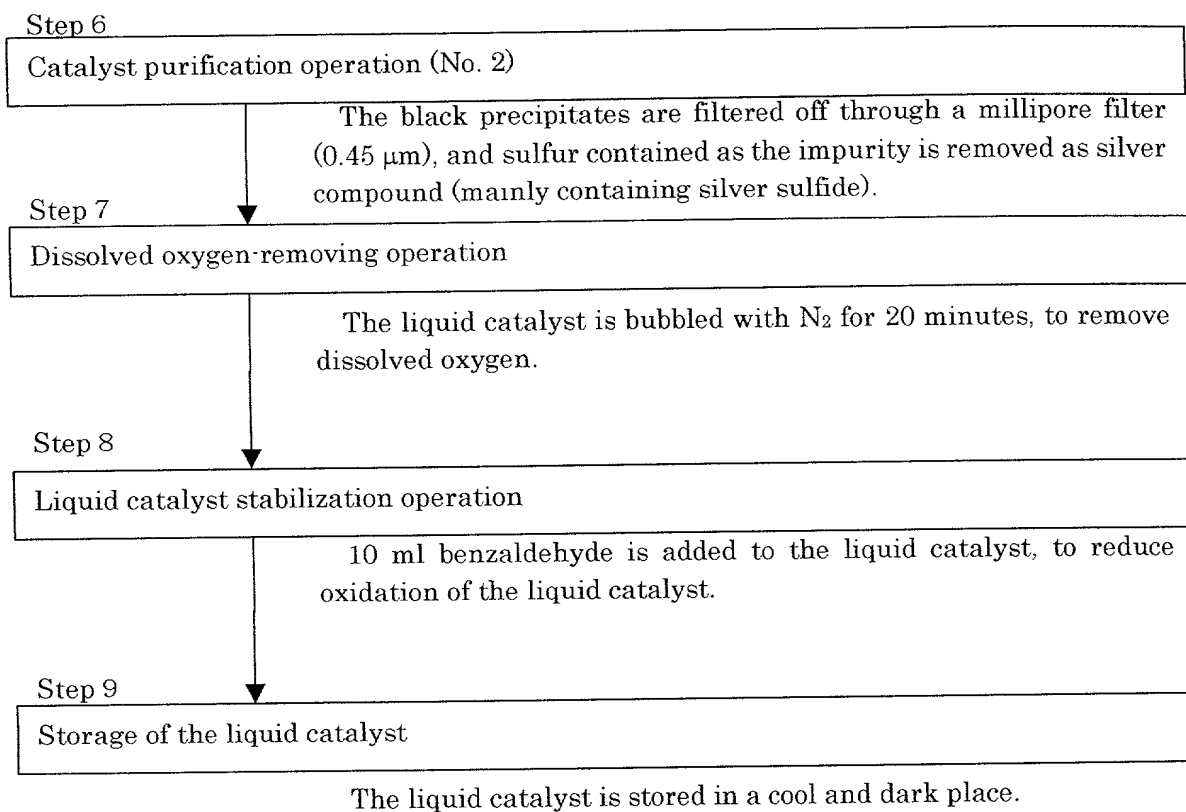 Step 6
Catalyst purification operation (No. 2)
The black precipitates are filtered off through a millipore filter
(0.45 μm), and sulfur contained as the impurity is removed as silver
compound (mainly containing silver sulfide).
Step 7
Dissolved oxygen-removing operation
The liquid catalyst is bubbled with N₂ for 20 minutes, to remove
dissolved oxygen.
Step 8
Liquid catalyst stabilization operation
10 ml benzaldehyde is added to the liquid catalyst, to reduce
oxidation of the liquid catalyst.
Step 9
Storage of the liquid catalyst
The liquid catalyst is stored in a cool and dark place.